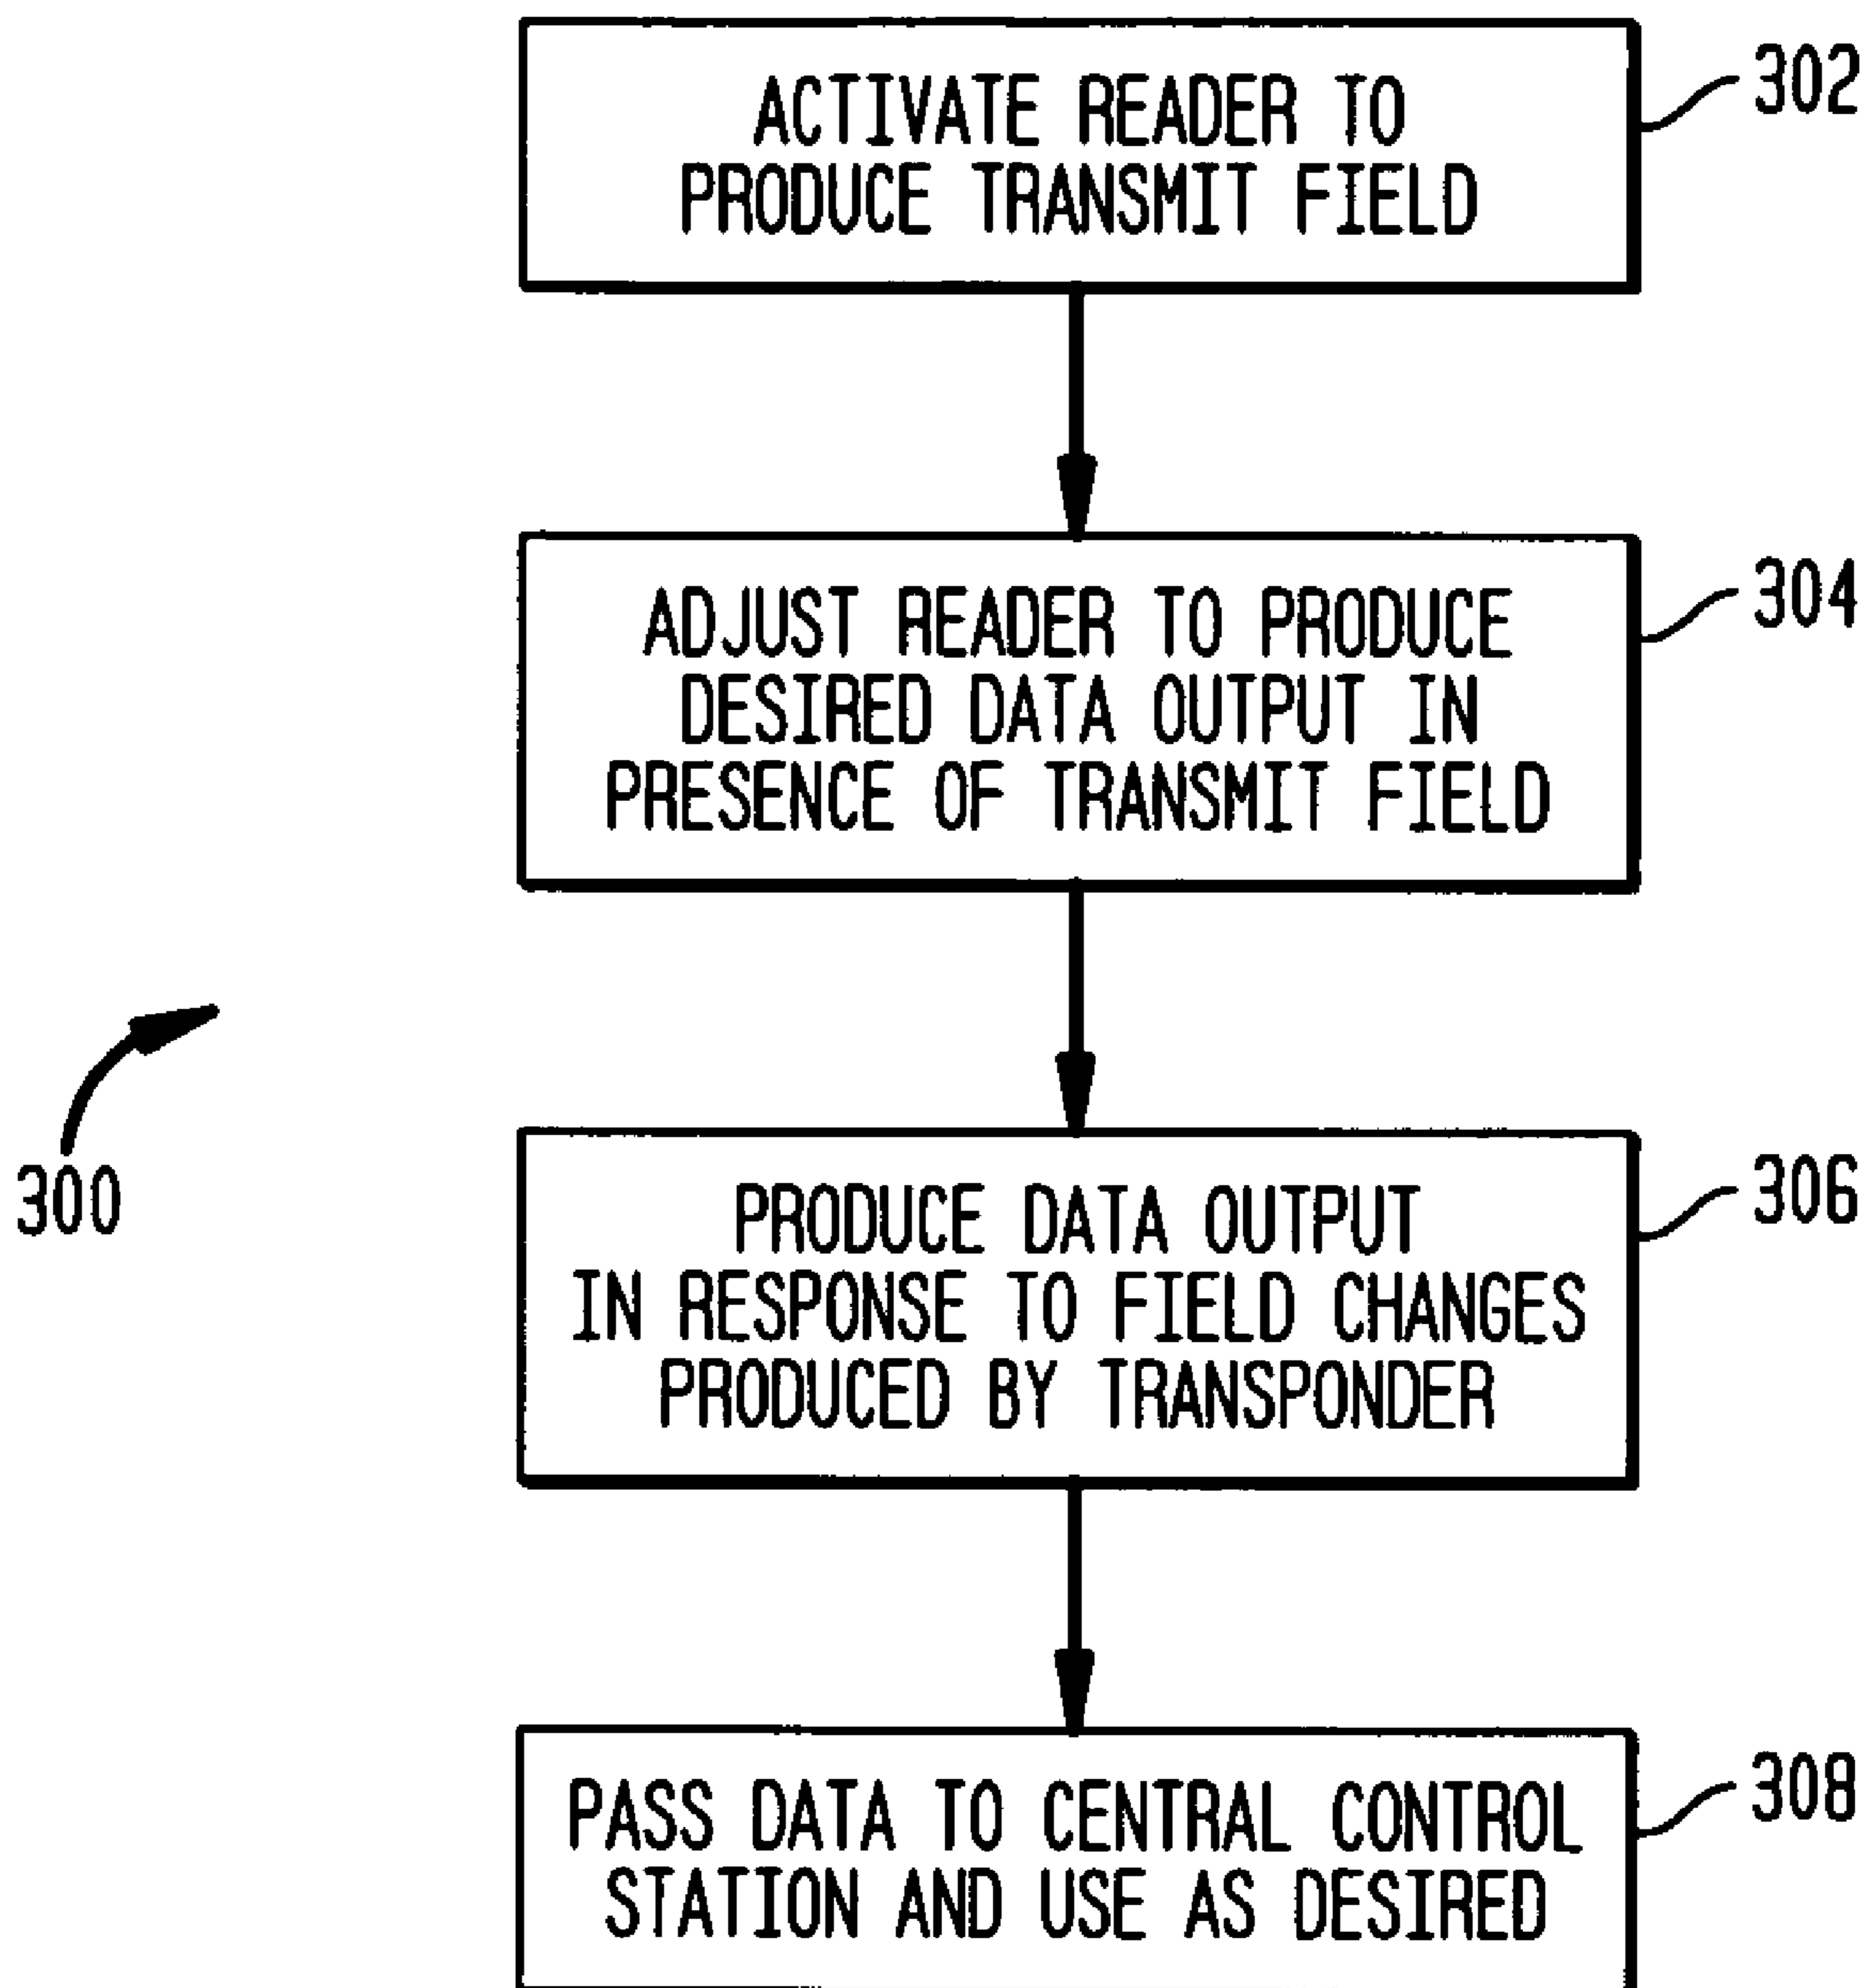 ACTIVATE READER TO
PRODUCE TRANSMIT FIELD
302
ADJUST READER TO PRODUCE
DESIRED DATA OUTPUT IN
PRESENCE OF TRANSMIT FIELD
304
300
PRODUCE DATA OUTPUT
IN RESPONSE TO FIELD CHANGES
PRODUCED BY TRANSPONDER
306
PASS DATA TO CENTRAL CONTROL
STATION AND USE AS DESIRED
308